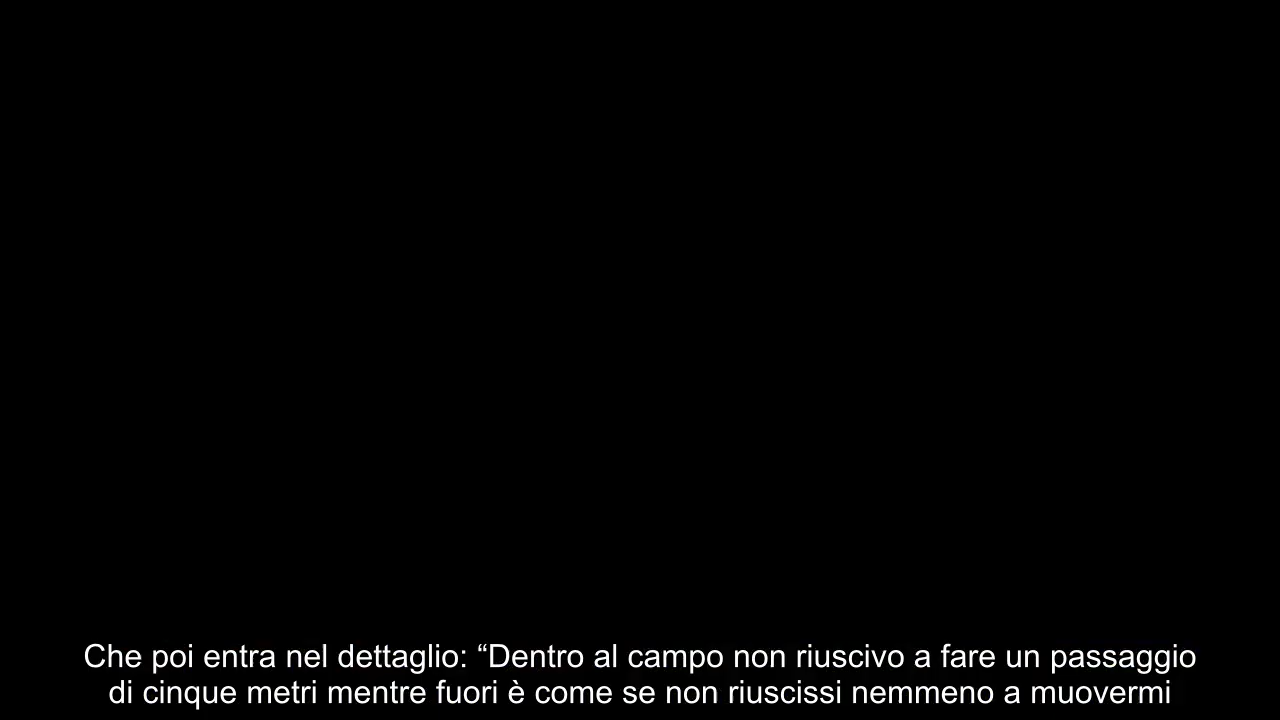 Che poi entra nel dettaglio: “Dentro al campo non riuscivo a fare un passaggio
di cinque metri mentre fuori è come se non riuscissi nemmeno a muovermi